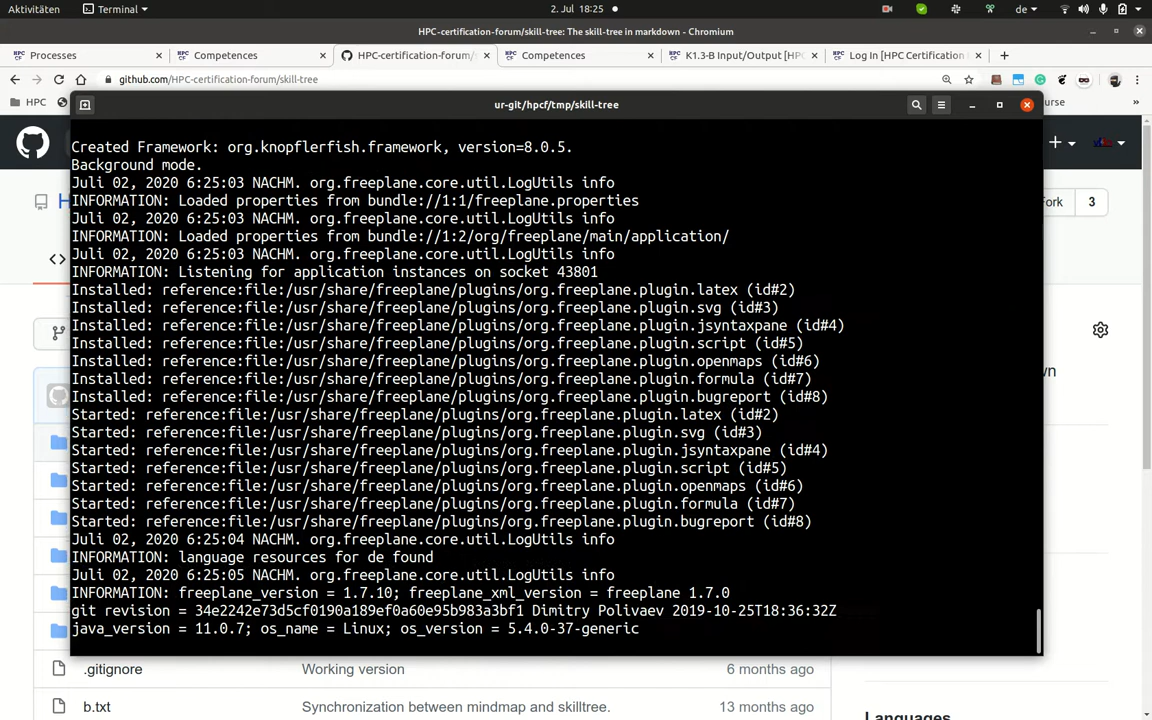 Aktivitäten
Terminal
2. Jul 18:25
de
HPC-certification-forum/skill-tree: The skill-tree in markdown - Chromium
Processes
Competences
HPC-certification-forum/
Competences
K1.3-B Input/Output [HPC
Log In [HPC Certification
github.com/HPC-certification-forum/skill-tree
HPC
urse
ur-git/hpcf/tmp/skill-tree
Created Framework: org.knopflerfish.framework, version=8.0.5.
Background mode.
Juli 02, 2020 6:25:03 NACHM. org.freeplane.core.util.LogUtils info
INFORMATION: Loaded properties from bundle://1:1/freeplane.properties
Juli 02, 2020 6:25:03 NACHM. org.freeplane.core.util.LogUtils info
INFORMATION: Loaded properties from bundle://1:2/org/freeplane/main/application/
Juli 02, 2020 6:25:03 NACHM. org.freeplane.core.util.LogUtils info
INFORMATION: Listening for application instances on socket 43801
Installed: reference:file:/usr/share/freeplane/plugins/org.freeplane.plugin.latex (id#2)
Installed: reference:file:/usr/share/freeplane/plugins/org.freeplane.plugin.svg (id#3)
Installed: reference:file:/usr/share/freeplane/plugins/org.freeplane.plugin.jsyntaxpane (id#4)
Installed: reference:file:/usr/share/freeplane/plugins/org.freeplane.plugin.script (id#5)
Installed: reference:file:/usr/share/freeplane/plugins/org.freeplane.plugin.openmaps (id#6)
Installed: reference:file:/usr/share/freeplane/plugins/org.freeplane.plugin.formula (id#7)
Installed: reference:file:/usr/share/freeplane/plugins/org.freeplane.plugin.bugreport (id#8)
Started: reference:file:/usr/share/freeplane/plugins/org.freeplane.plugin.latex (id#2)
Started: reference:file:/usr/share/freeplane/plugins/org.freeplane.plugin.svg (id#3)
Started: reference:file:/usr/share/freeplane/plugins/org.freeplane.plugin.jsyntaxpane (id#4)
Started: reference:file:/usr/share/freeplane/plugins/org.freeplane.plugin.script (id#5)
Started: reference:file:/usr/share/freeplane/plugins/org.freeplane.plugin.openmaps (id#6)
Started: reference:file:/usr/share/freeplane/plugins/org.freeplane.plugin.formula (id#7)
Started: reference:file:/usr/share/freeplane/plugins/org.freeplane.plugin.bugreport (id#8)
Juli 02, 2020 6:25:04 NACHM. org.freeplane.core.util.LogUtils info
INFORMATION: language resources for de found
Juli 02, 2020 6:25:05 NACHM. org.freeplane.core.util.LogUtils info
INFORMATION: freeplane_version = 1.7.10; freeplane_xml_version = freeplane 1.7.0
git revision = 34e2242e73d5cf0190a189ef0a60e95b983a3bf1 Dimitry Polivaev 2019-10-25T18:36:32Z
java_version = 11.0.7; os_name = Linux; os_version = 5.4.0-37-generic
H
Fork 3
<>
wn
.gitignore Working version 6 months ago
b.txt Synchronization between mindmap and skilltree. 13 months ago
Languages